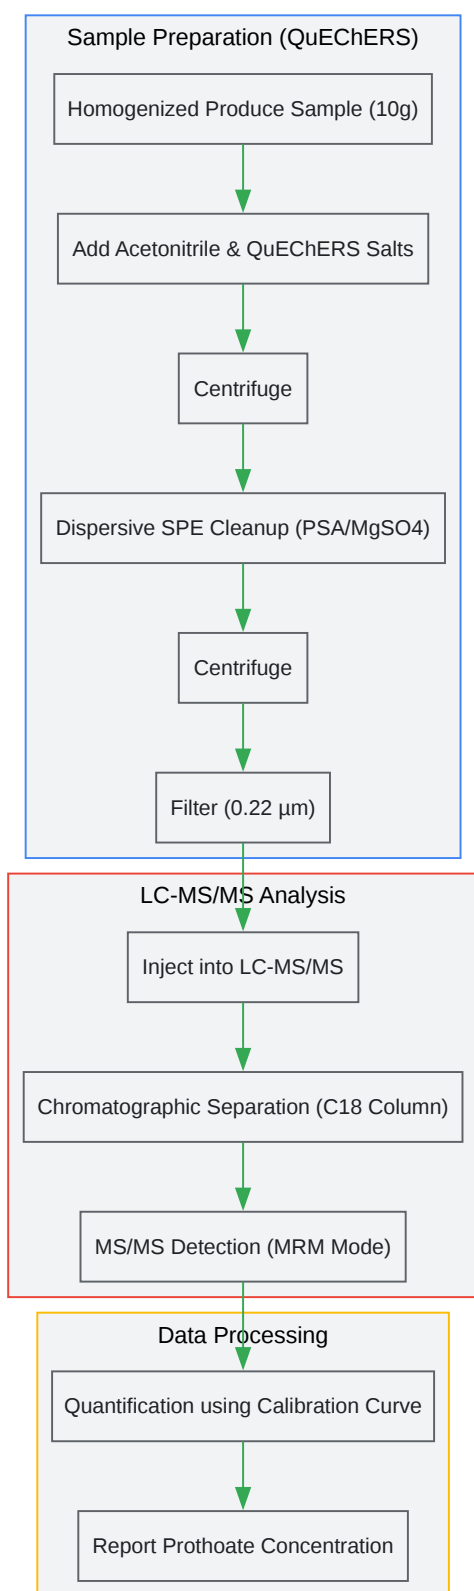 Sample Preparation (QuEChERS)
Homogenized Produce Sample (10g)
Add Acetonitrile & QuEChERS Salts
Centrifuge
Dispersive SPE Cleanup (PSA/MgSO4)
Centrifuge
Filter (0.22 µm)
LC-MS/MS Analysis
Inject into LC-MS/MS
Chromatographic Separation (C18 Column)
MS/MS Detection (MRM Mode)
Data Processing
Quantification using Calibration Curve
Report Prothoate Concentration